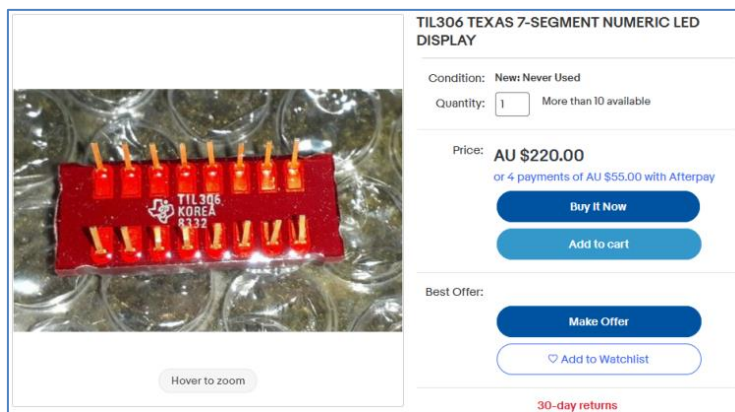 TIL306 TEXAS 7-SEGMENT NUMERIC LED
DISPLAY
Condition: New: Never Used
Quantity: 1 More than 10 available
Price: AU $220.00
or 4 payments of AU $55.00 with Afterpay
Buy It Now
Add to cart
Best Offer:
Make Offer
♡ Add to Watchlist
30-day returns
TIL306
KOREA
8332
Hover to zoom